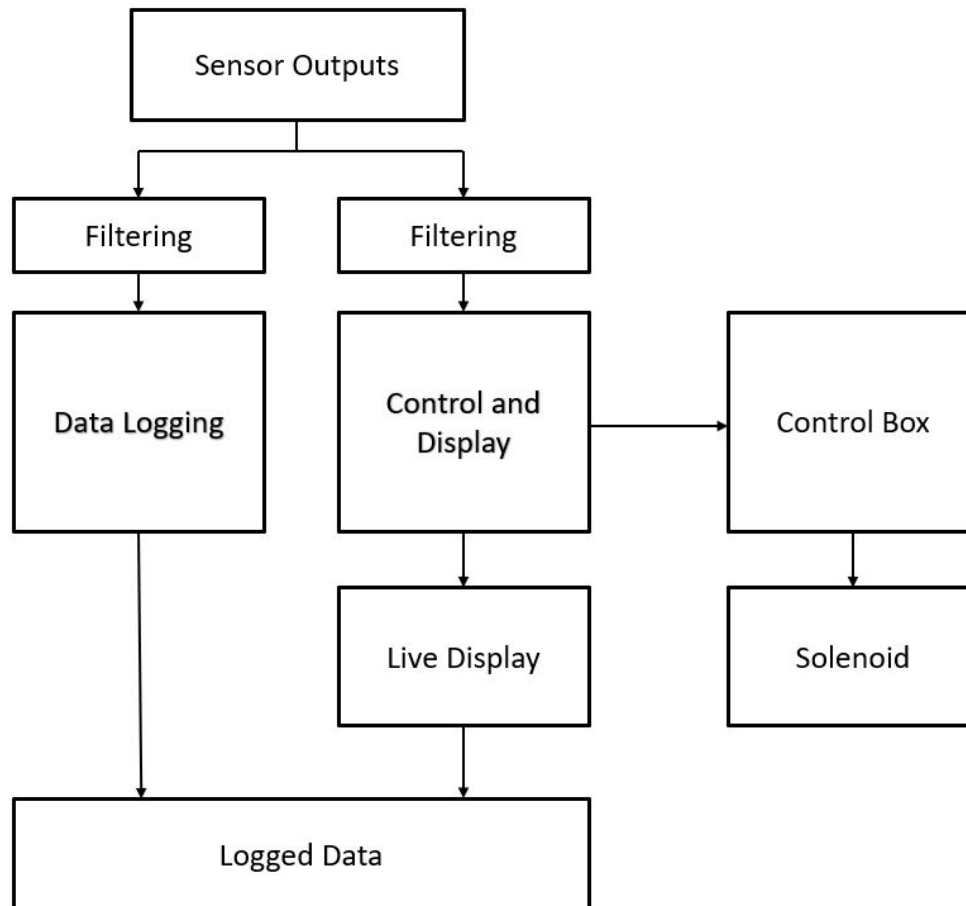 Sensor Outputs
Filtering
Filtering
Data Logging
Control and
Display
Control Box
Live Display
Solenoid
Logged Data